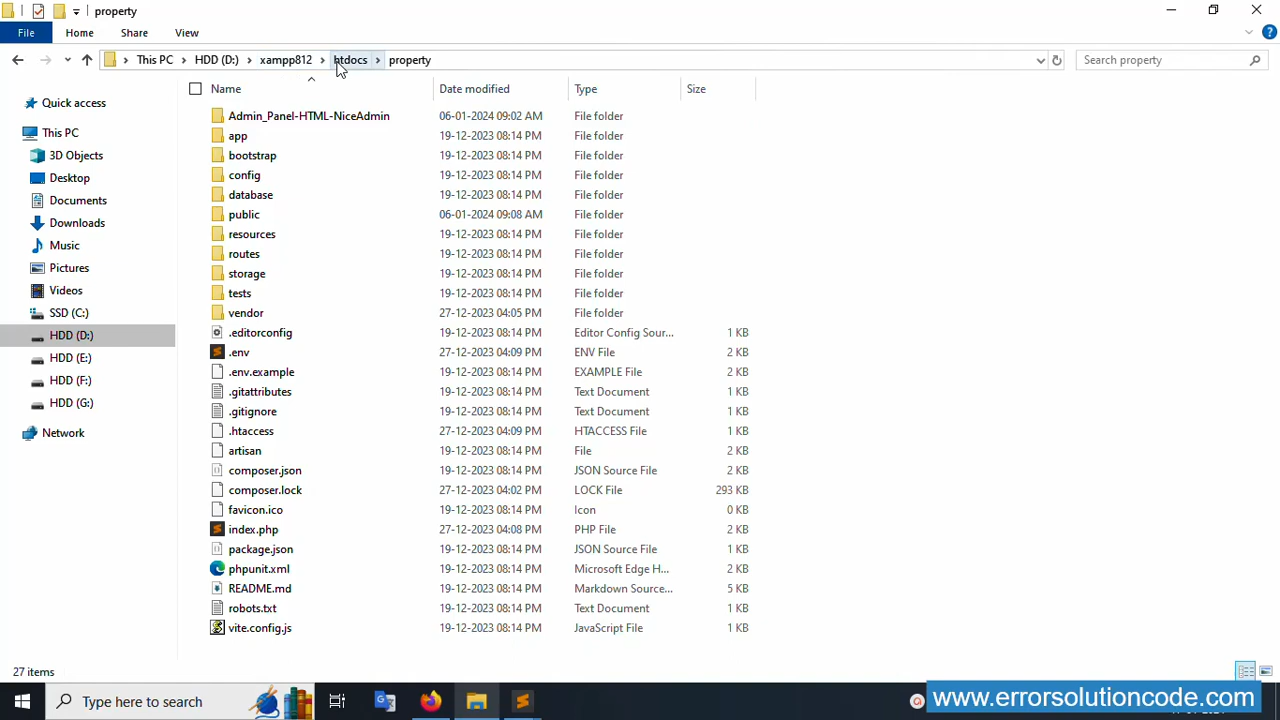 property
File Home Share View
This PC HDD (D:) xampp812 htdocs property Search property
Name Date modified Type Size
Quick access
This PC
3D Objects
Desktop
Documents
Downloads
Music
Pictures
Videos
SSD (C:)
HDD (D:)
HDD (E:)
HDD (F:)
HDD (G:)
Network
Admin_Panel-HTML-NiceAdmin 06-01-2024 09:02 AM File folder
app 19-12-2023 08:14 PM File folder
bootstrap 19-12-2023 08:14 PM File folder
config 19-12-2023 08:14 PM File folder
database 19-12-2023 08:14 PM File folder
public 06-01-2024 09:08 AM File folder
resources 19-12-2023 08:14 PM File folder
routes 19-12-2023 08:14 PM File folder
storage 19-12-2023 08:14 PM File folder
tests 19-12-2023 08:14 PM File folder
vendor 27-12-2023 04:05 PM File folder
.editorconfig 19-12-2023 08:14 PM Editor Config Sour... 1 KB
.env 27-12-2023 04:09 PM ENV File 2 KB
.env.example 19-12-2023 08:14 PM EXAMPLE File 2 KB
.gitattributes 19-12-2023 08:14 PM Text Document 1 KB
.gitignore 19-12-2023 08:14 PM Text Document 1 KB
.htaccess 27-12-2023 04:09 PM HTACCESS File 1 KB
artisan 19-12-2023 08:14 PM File 2 KB
composer.json 19-12-2023 08:14 PM JSON Source File 2 KB
composer.lock 27-12-2023 04:02 PM LOCK File 293 KB
favicon.ico 19-12-2023 08:14 PM Icon 0 KB
index.php 27-12-2023 04:08 PM PHP File 2 KB
package.json 19-12-2023 08:14 PM JSON Source File 1 KB
phpunit.xml 19-12-2023 08:14 PM Microsoft Edge H... 2 KB
README.md 19-12-2023 08:14 PM Markdown Source... 5 KB
robots.txt 19-12-2023 08:14 PM Text Document 1 KB
vite.config.js 19-12-2023 08:14 PM JavaScript File 1 KB
27 items
Type here to search
www.errorsolutioncode.com